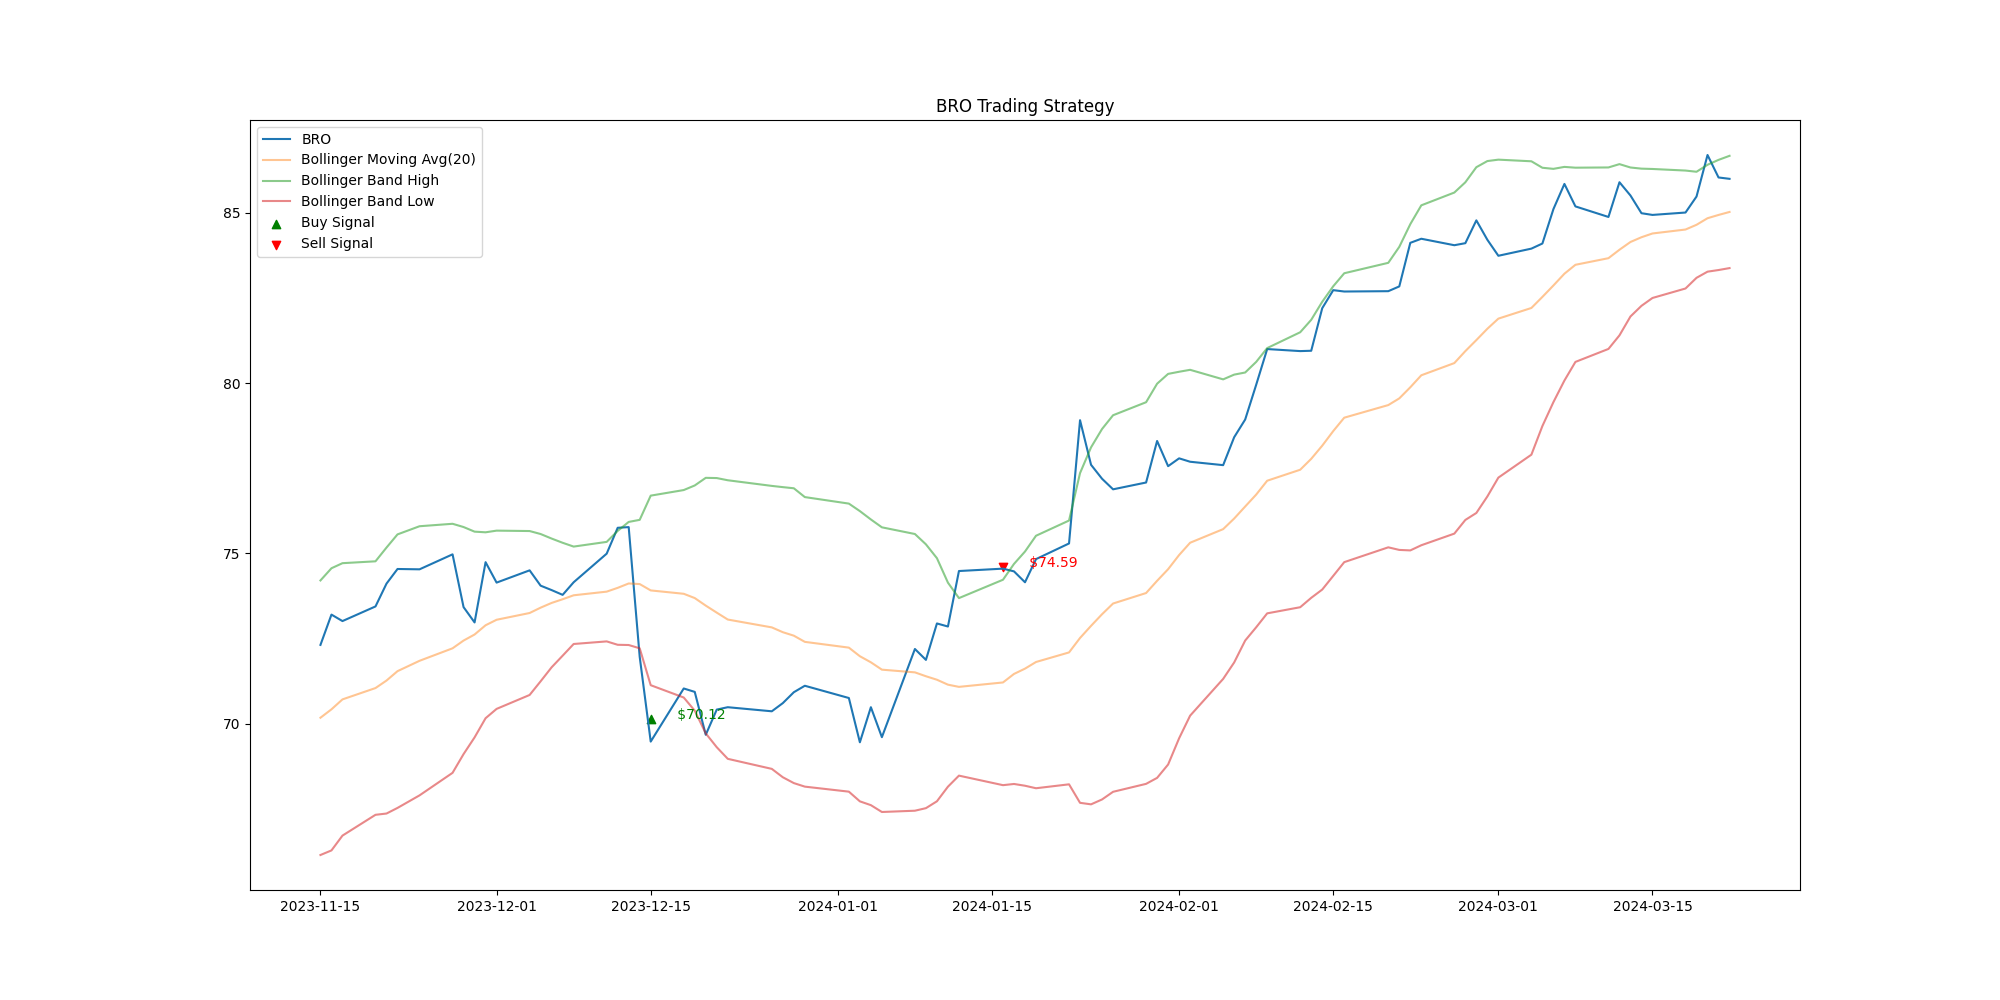 BRO Trading Strategy
BRO
Bollinger Moving Avg(20)
Bollinger Band High
Bollinger Band Low
Buy Signal
Sell Signal
85
80
75
70
$74.59
$70.12
2023-11-15 2023-12-01 2023-12-15 2024-01-01 2024-01-15 2024-02-01 2024-02-15 2024-03-01 2024-03-15